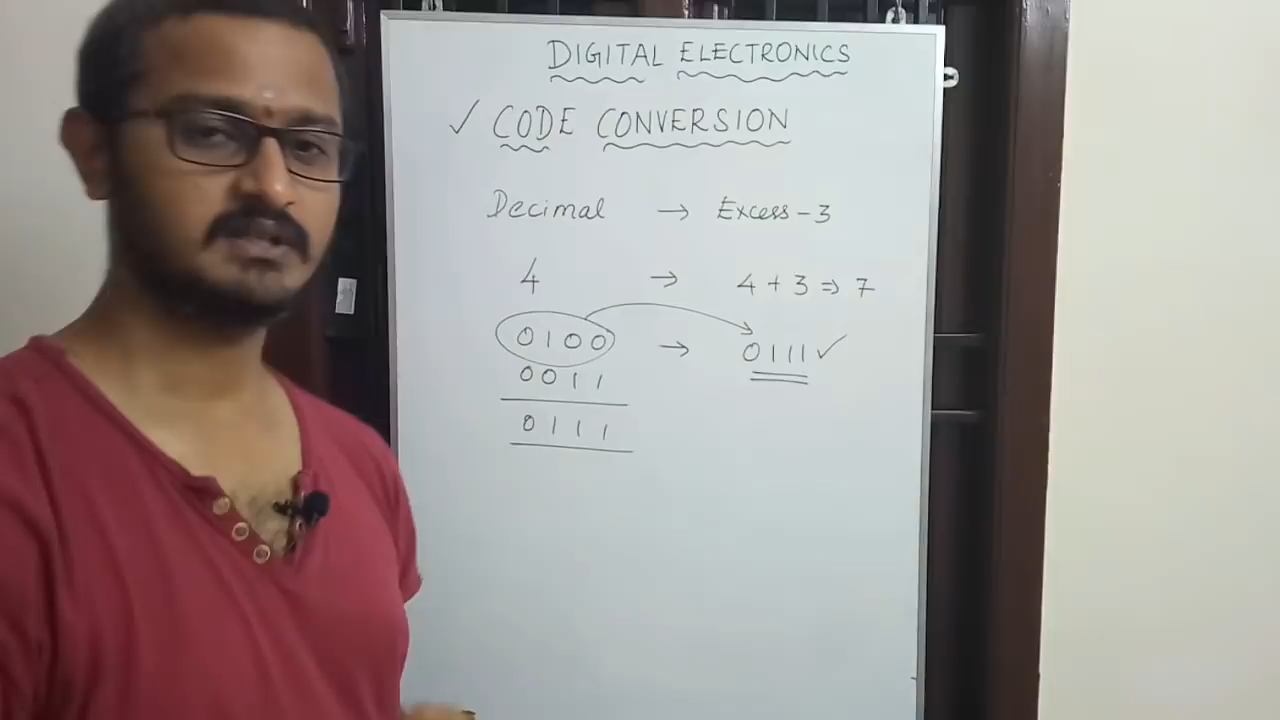 DIGITAL ELECTRONICS
✓ CODE CONVERSION
Decimal → Excess-3
4 → 4 + 3 ⇒ 7
0100 → 0111 ✓
0011
0111